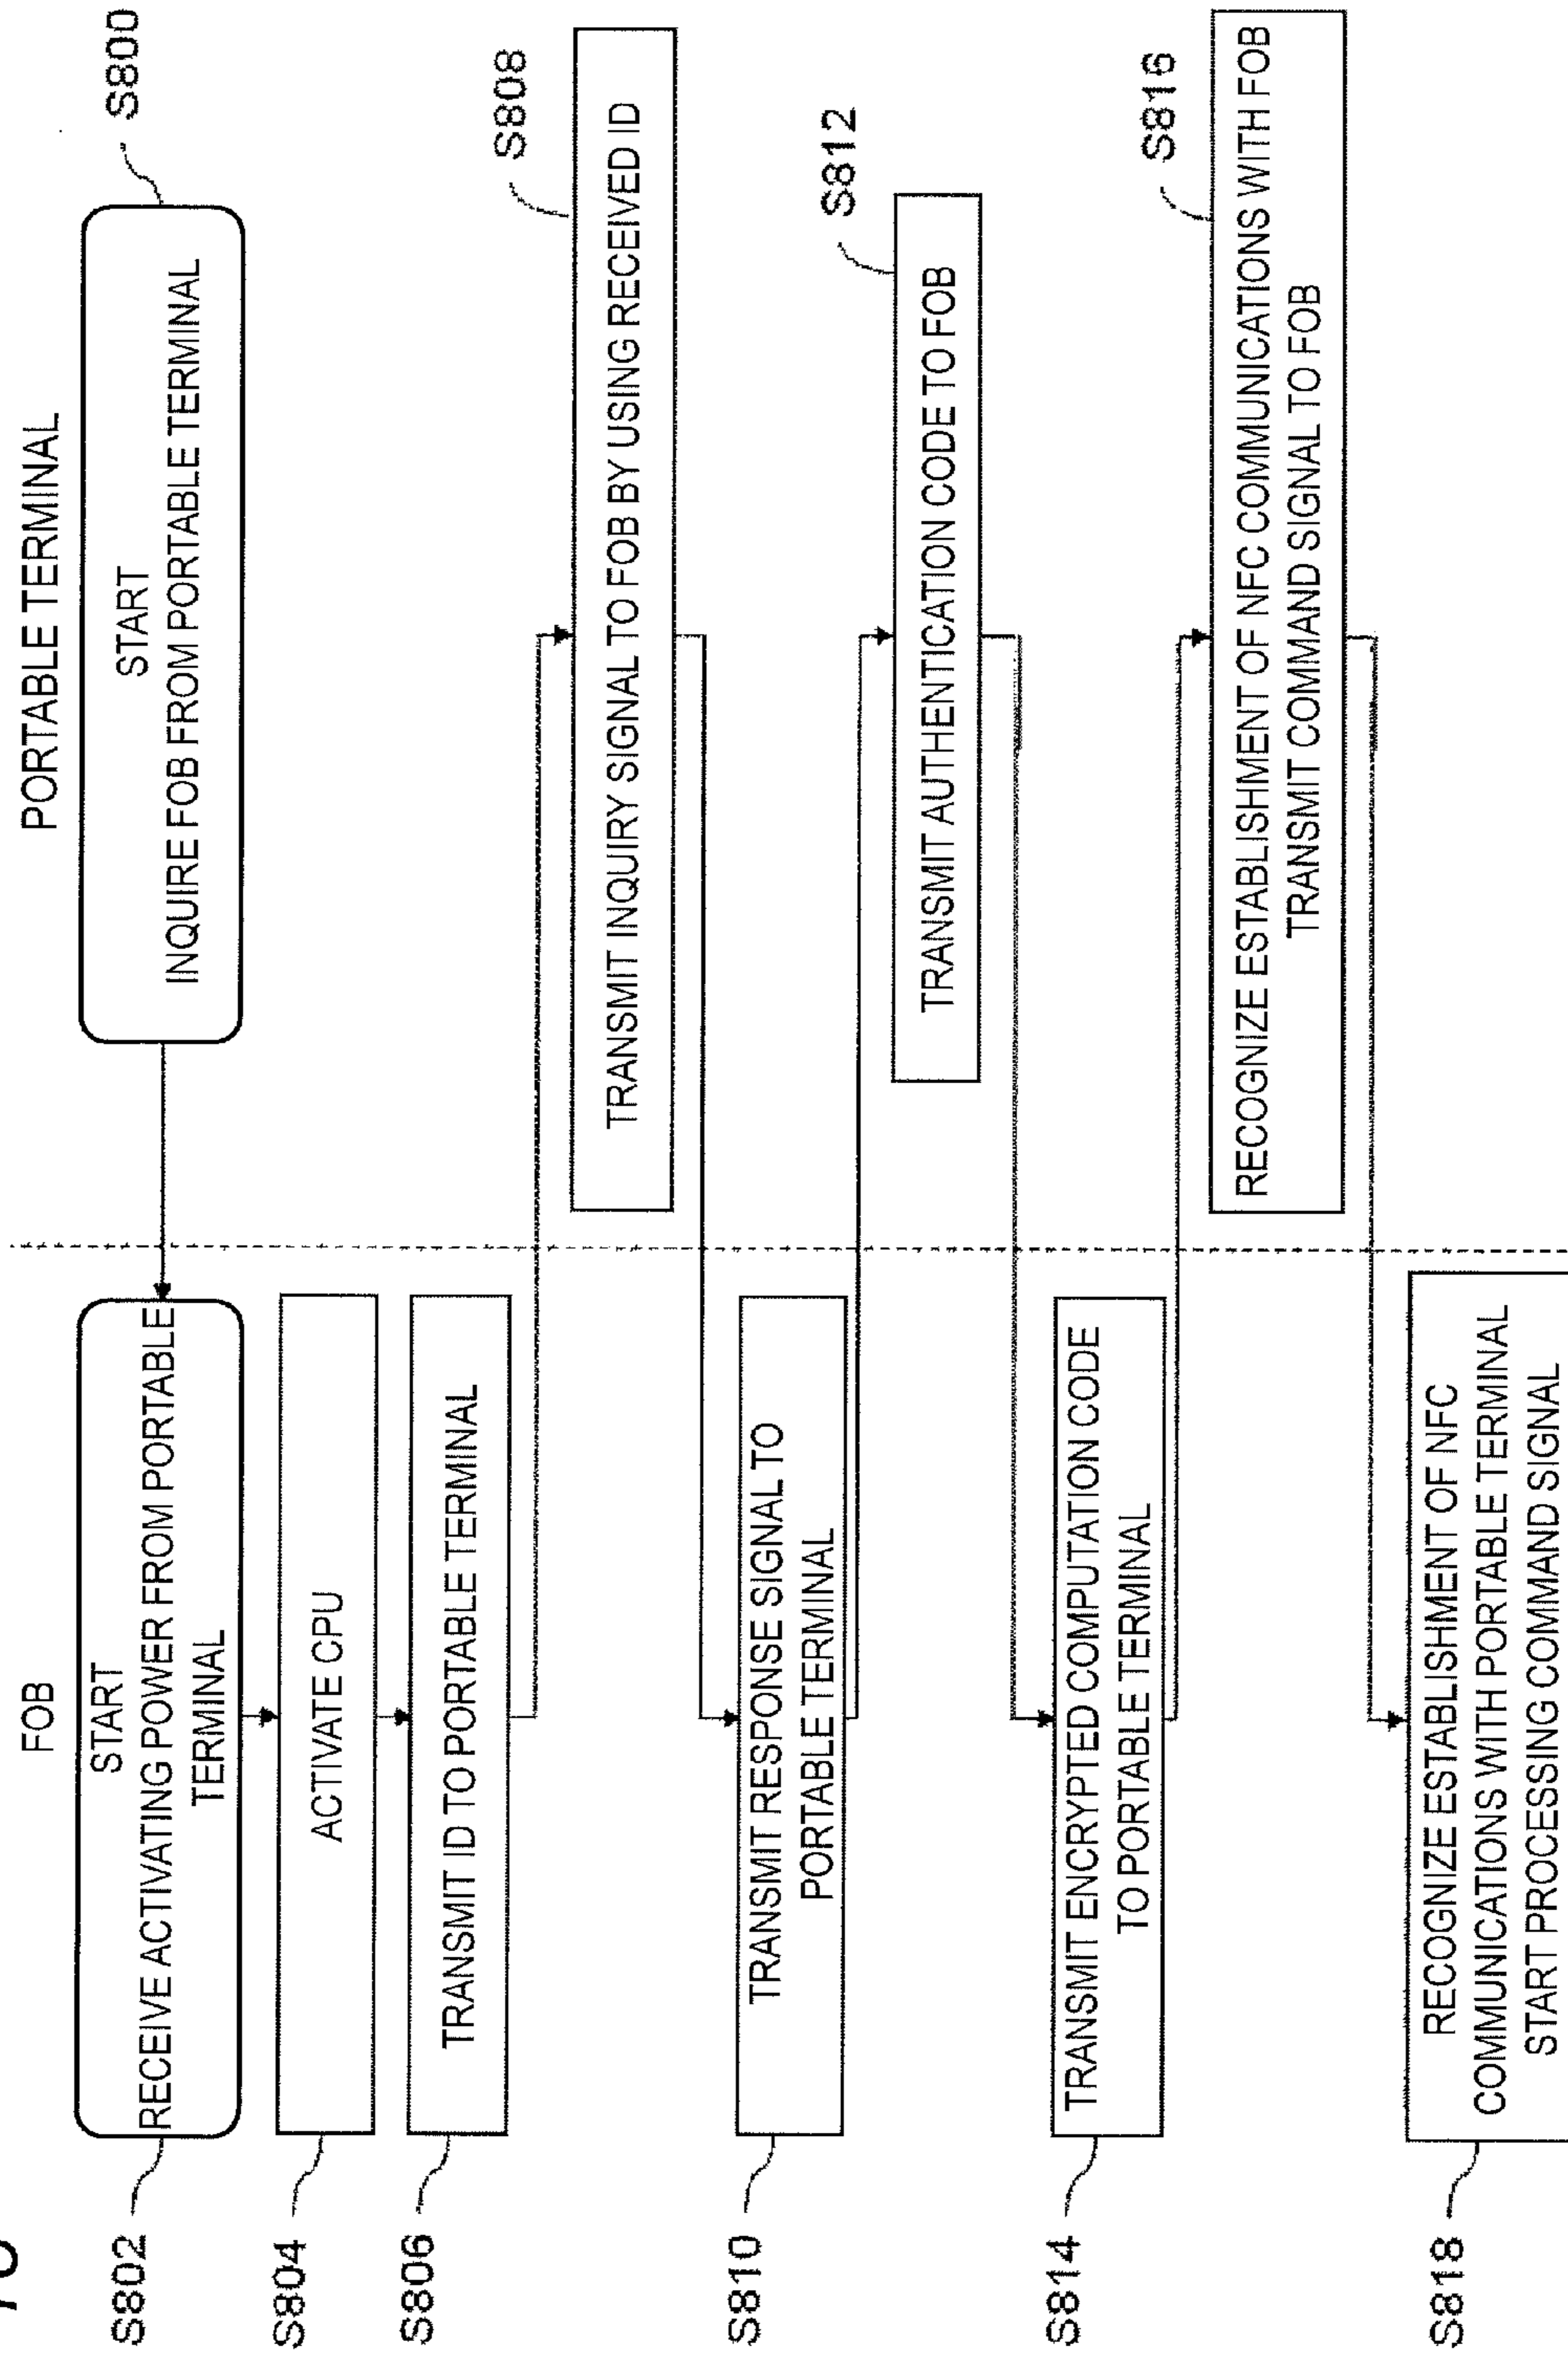 FOB
PORTABLE TERMINAL
START
INQUIRE FOB FROM PORTABLE TERMINAL
S800
S802
START
RECEIVE ACTIVATING POWER FROM PORTABLE
TERMINAL
S804
ACTIVATE CPU
S806
TRANSMIT ID TO PORTABLE TERMINAL
TRANSMIT INQUIRY SIGNAL TO FOB BY USING RECEIVED ID
S808
S810
TRANSMIT RESPONSE SIGNAL TO
PORTABLE TERMINAL
TRANSMIT AUTHENTICATION CODE TO FOB
S812
S814
TRANSMIT ENCRYPTED COMPUTATION CODE
TO PORTABLE TERMINAL
RECOGNIZE ESTABLISHMENT OF NFC COMMUNICATIONS WITH FOB
TRANSMIT COMMAND SIGNAL TO FOB
S816
S818
RECOGNIZE ESTABLISHMENT OF NFC
COMMUNICATIONS WITH PORTABLE TERMINAL
START PROCESSING COMMAND SIGNAL